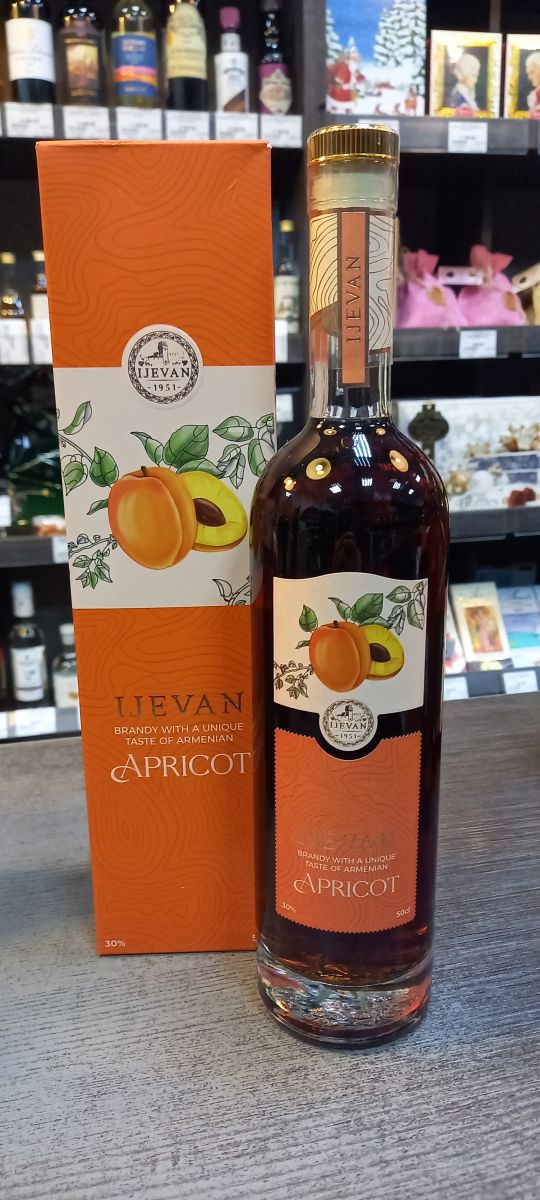 IJEVAN
-1951-
IJEVAN
BRANDY WITH A UNIQUE
TASTE OF ARMENIAN
APRICOT
30%
IJEVAN
IJEVAN
-1951-
IJEVAN
BRANDY WITH A UNIQUE
TASTE OF ARMENIAN
APRICOT
30%
50cl